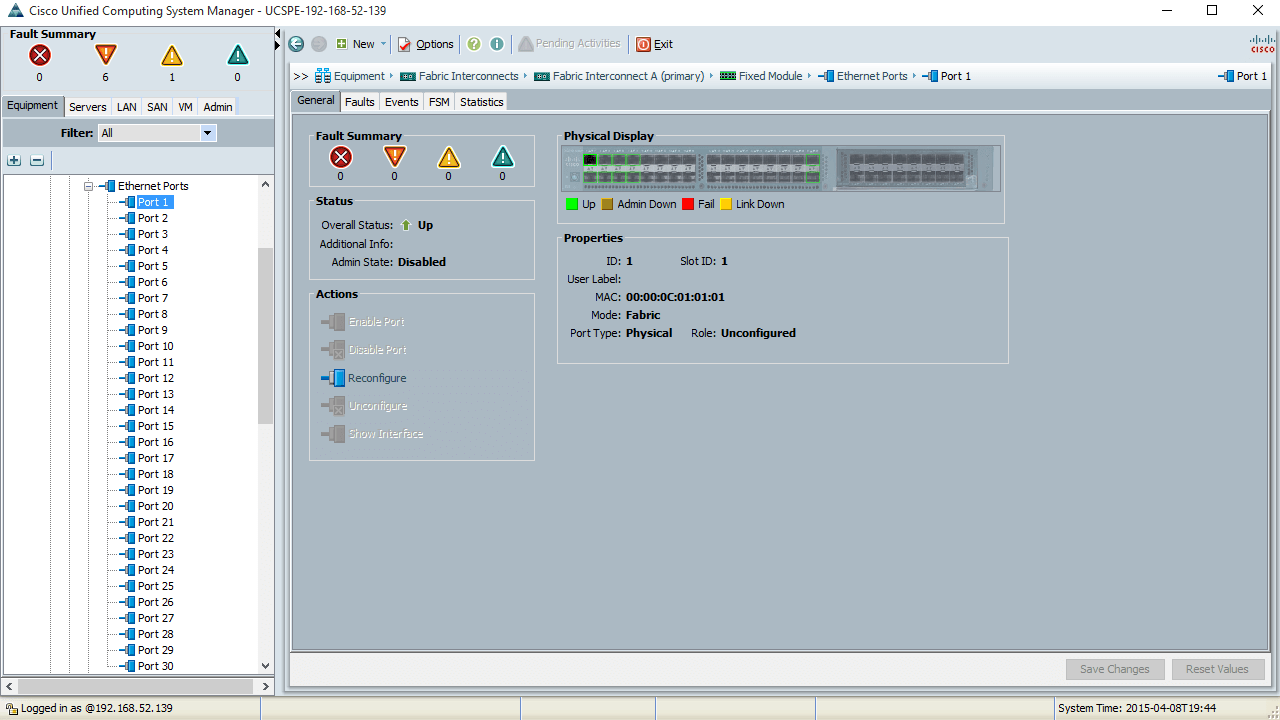 Cisco Unified Computing System Manager - UCSPE-192-168-52-139
Fault Summary
0 6 1 0
New Options Pending Activities Exit
CISCO
>> Equipment Fabric Interconnects Fabric Interconnect A (primary) Fixed Module Ethernet Ports Port 1 Port 1
Equipment Servers LAN SAN VM Admin
Filter: All
General Faults Events FSM Statistics
Ethernet Ports
Port 1
Port 2
Port 3
Port 4
Port 5
Port 6
Port 7
Port 8
Port 9
Port 10
Port 11
Port 12
Port 13
Port 14
Port 15
Port 16
Port 17
Port 18
Port 19
Port 20
Port 21
Port 22
Port 23
Port 24
Port 25
Port 26
Port 27
Port 28
Port 29
Port 30
Fault Summary
0 0 0 0
Status
Overall Status: Up
Additional Info:
Admin State: Disabled
Actions
Enable Port
Disable Port
Reconfigure
Unconfigure
Show Interface
Physical Display
Up Admin Down Fail Link Down
Properties
ID: 1 Slot ID: 1
User Label:
MAC: 00:00:0C:01:01:01
Mode: Fabric
Port Type: Physical Role: Unconfigured
Save Changes Reset Values
Logged in as @192.168.52.139
System Time: 2015-04-08T19:44